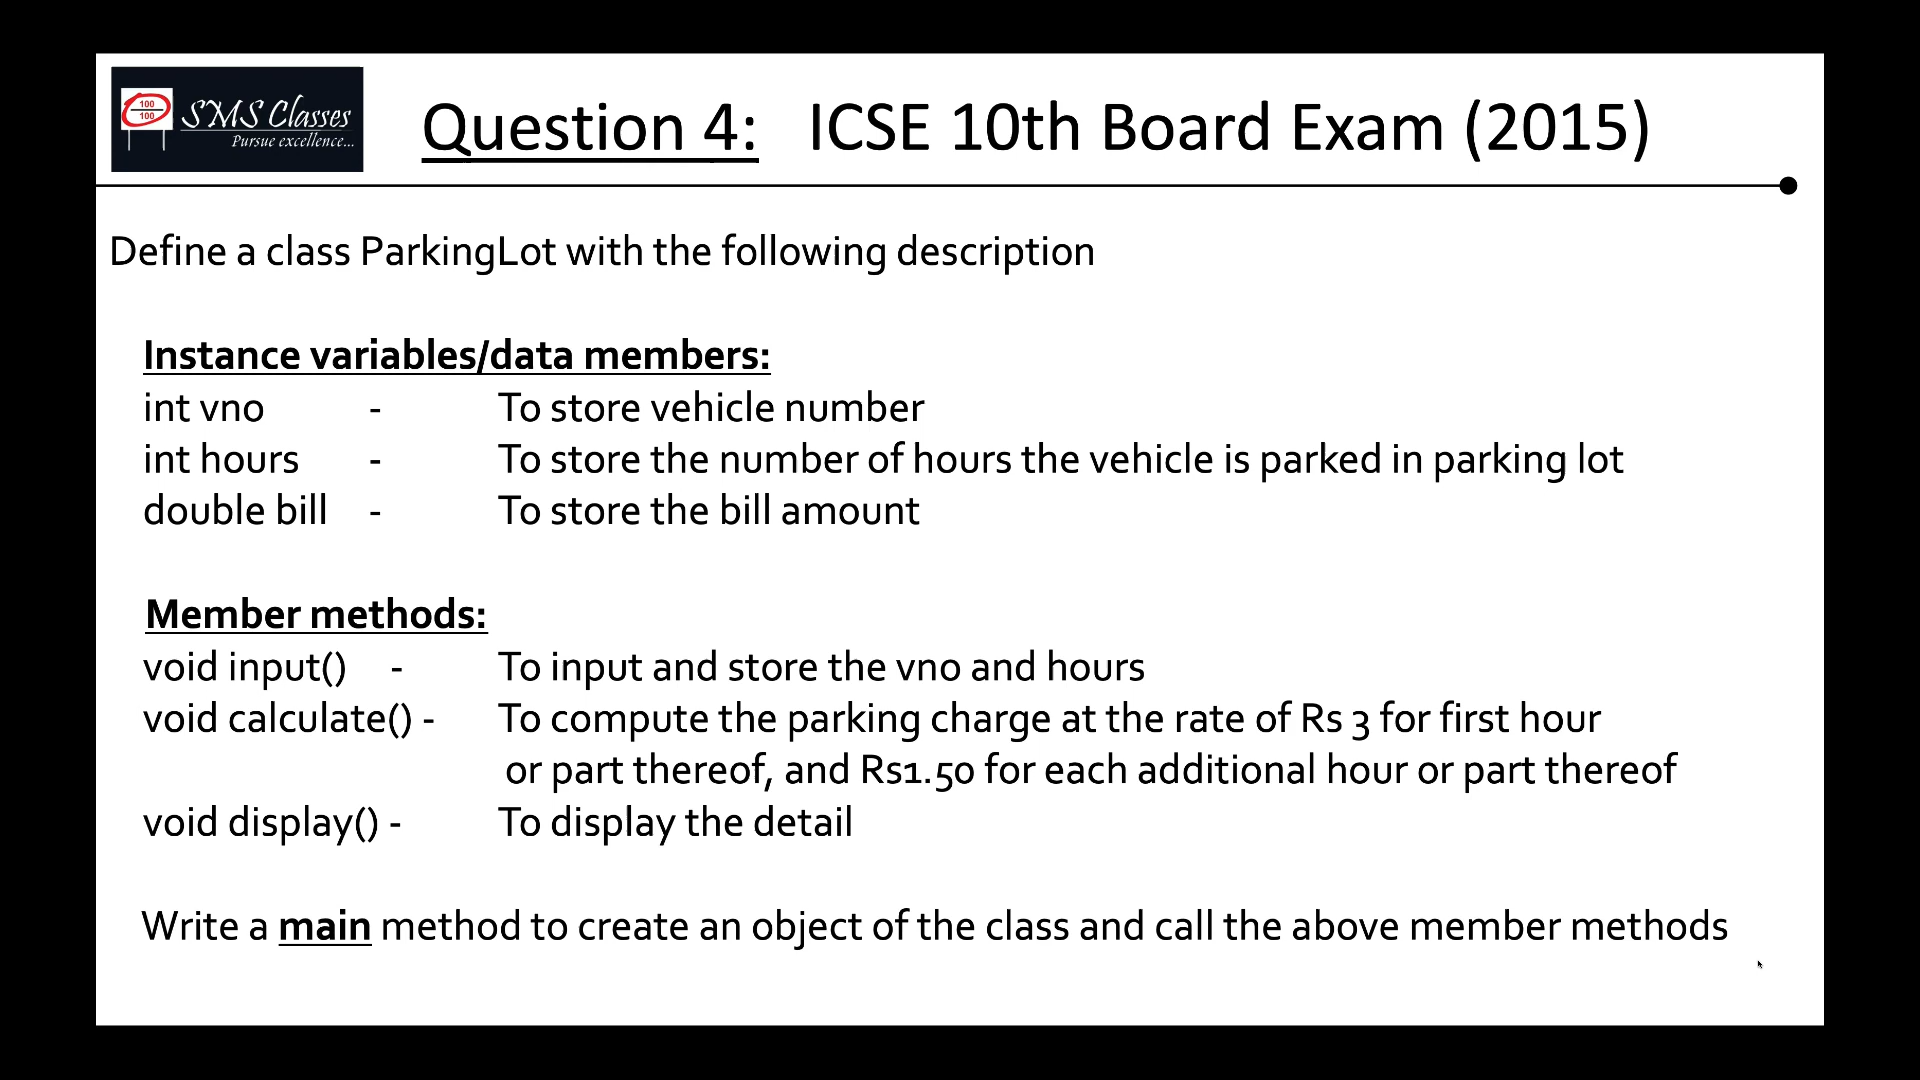 100
100
SMS Classes
Pursue excellence...
Question 4: ICSE 10th Board Exam (2015)
Define a class ParkingLot with the following description
Instance variables/data members:
int vno - To store vehicle number
int hours - To store the number of hours the vehicle is parked in parking lot
double bill - To store the bill amount
Member methods:
void input() - To input and store the vno and hours
void calculate() - To compute the parking charge at the rate of Rs 3 for first hour
or part thereof, and Rs1.50 for each additional hour or part thereof
void display() - To display the detail
Write a main method to create an object of the class and call the above member methods